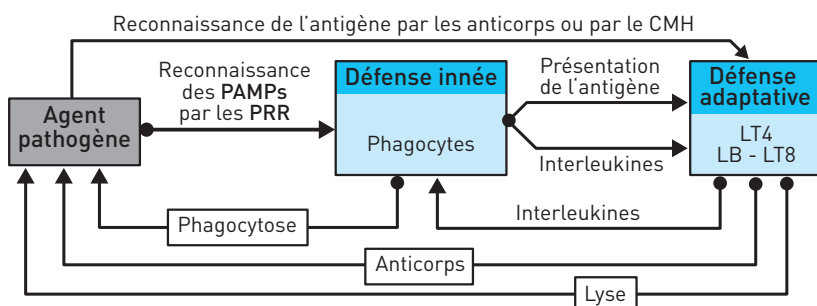 Reconnaissance de l'antigène par les anticorps ou par le CMH
Reconnaissance
des PAMPs
par les PRR
Défense innée
Présentation
de l'antigène
Défense
adaptative
Agent
pathogène
Phagocytes
LT4
LB - LT8
Interleukines
Interleukines
Phagocytose
Anticorps
Lyse